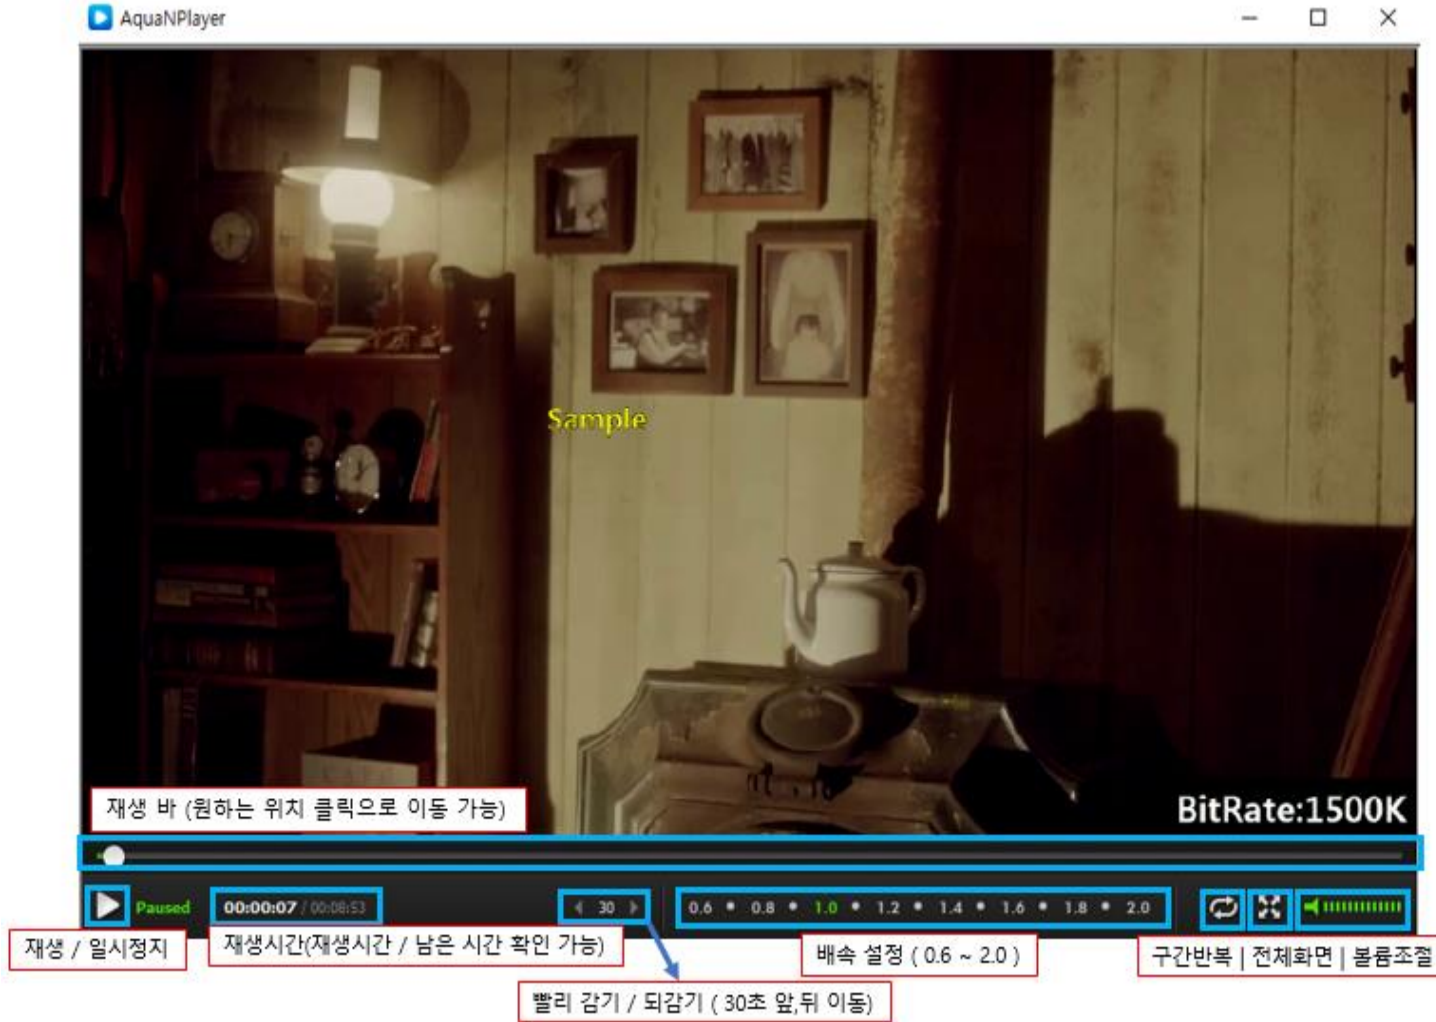 AquaNPlayer
Sample
재생 바 (원하는 위치 클릭으로 이동 가능)
BitRate:1500K
Paused 00:00:07 / 00:08:53 30 0.6 0.8 1.0 1.2 1.4 1.6 1.8 2.0
재생 / 일시정지
재생시간(재생시간 / 남은 시간 확인 가능)
배속 설정 ( 0.6 ~ 2.0 )
구간반복 | 전체화면 | 볼륨조절
빨리 감기 / 되감기 ( 30초 앞,뒤 이동)